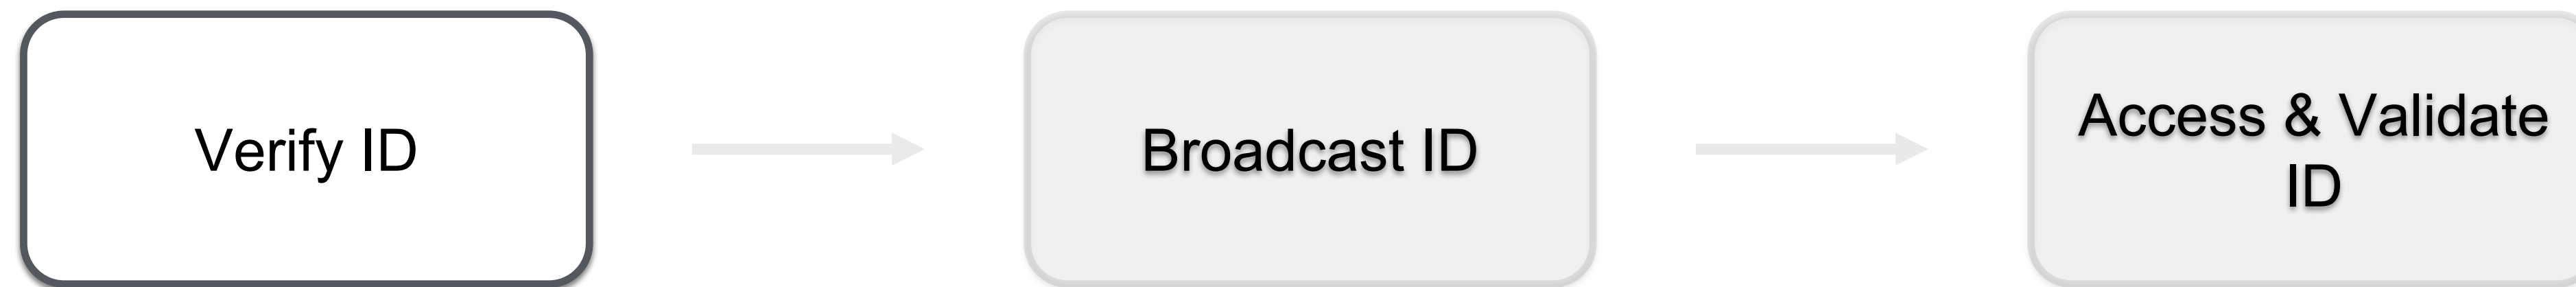 Verify ID
Broadcast ID
Access & Validate
ID